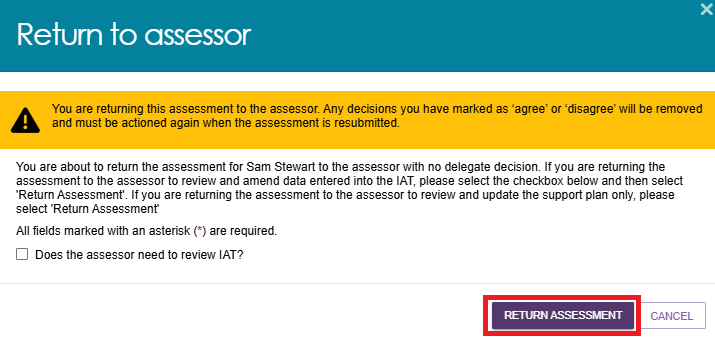 Return to assessor
You are returning this assessment to the assessor. Any decisions you have marked as ‘agree’ or ‘disagree’ will be removed
and must be actioned again when the assessment is resubmitted.
You are about to return the assessment for Sam Stewart to the assessor with no delegate decision. If you are returning the
assessment to the assessor to review and amend data entered into the IAT, please select the checkbox below and then select
'Return Assessment'. If you are returning the assessment to the assessor to review and update the support plan only, please
select 'Return Assessment'
All fields marked with an asterisk (*) are required.
Does the assessor need to review IAT?
RETURN ASSESSMENT CANCEL